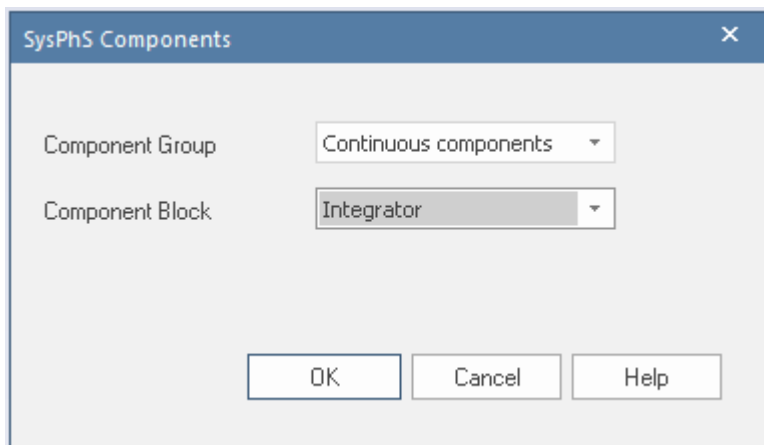 SysPhS Components
Component Group Continuous components
Component Block Integrator
OK Cancel Help